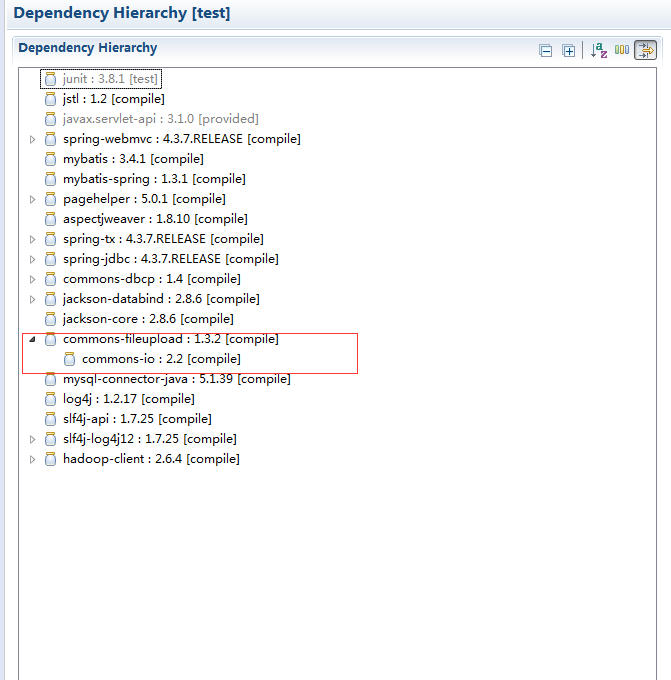 Dependency Hierarchy [test]
Dependency Hierarchy
junit : 3.8.1 [test]
jstl : 1.2 [compile]
javax.servlet-api : 3.1.0 [provided]
spring-webmvc : 4.3.7.RELEASE [compile]
mybatis : 3.4.1 [compile]
mybatis-spring : 1.3.1 [compile]
pagehelper : 5.0.1 [compile]
aspectjweaver : 1.8.10 [compile]
spring-tx : 4.3.7.RELEASE [compile]
spring-jdbc : 4.3.7.RELEASE [compile]
commons-dbcp : 1.4 [compile]
jackson-databind : 2.8.6 [compile]
jackson-core : 2.8.6 [compile]
commons-fileupload : 1.3.2 [compile]
commons-io : 2.2 [compile]
mysql-connector-java : 5.1.39 [compile]
log4j : 1.2.17 [compile]
slf4j-api : 1.7.25 [compile]
slf4j-log4j12 : 1.7.25 [compile]
hadoop-client : 2.6.4 [compile]